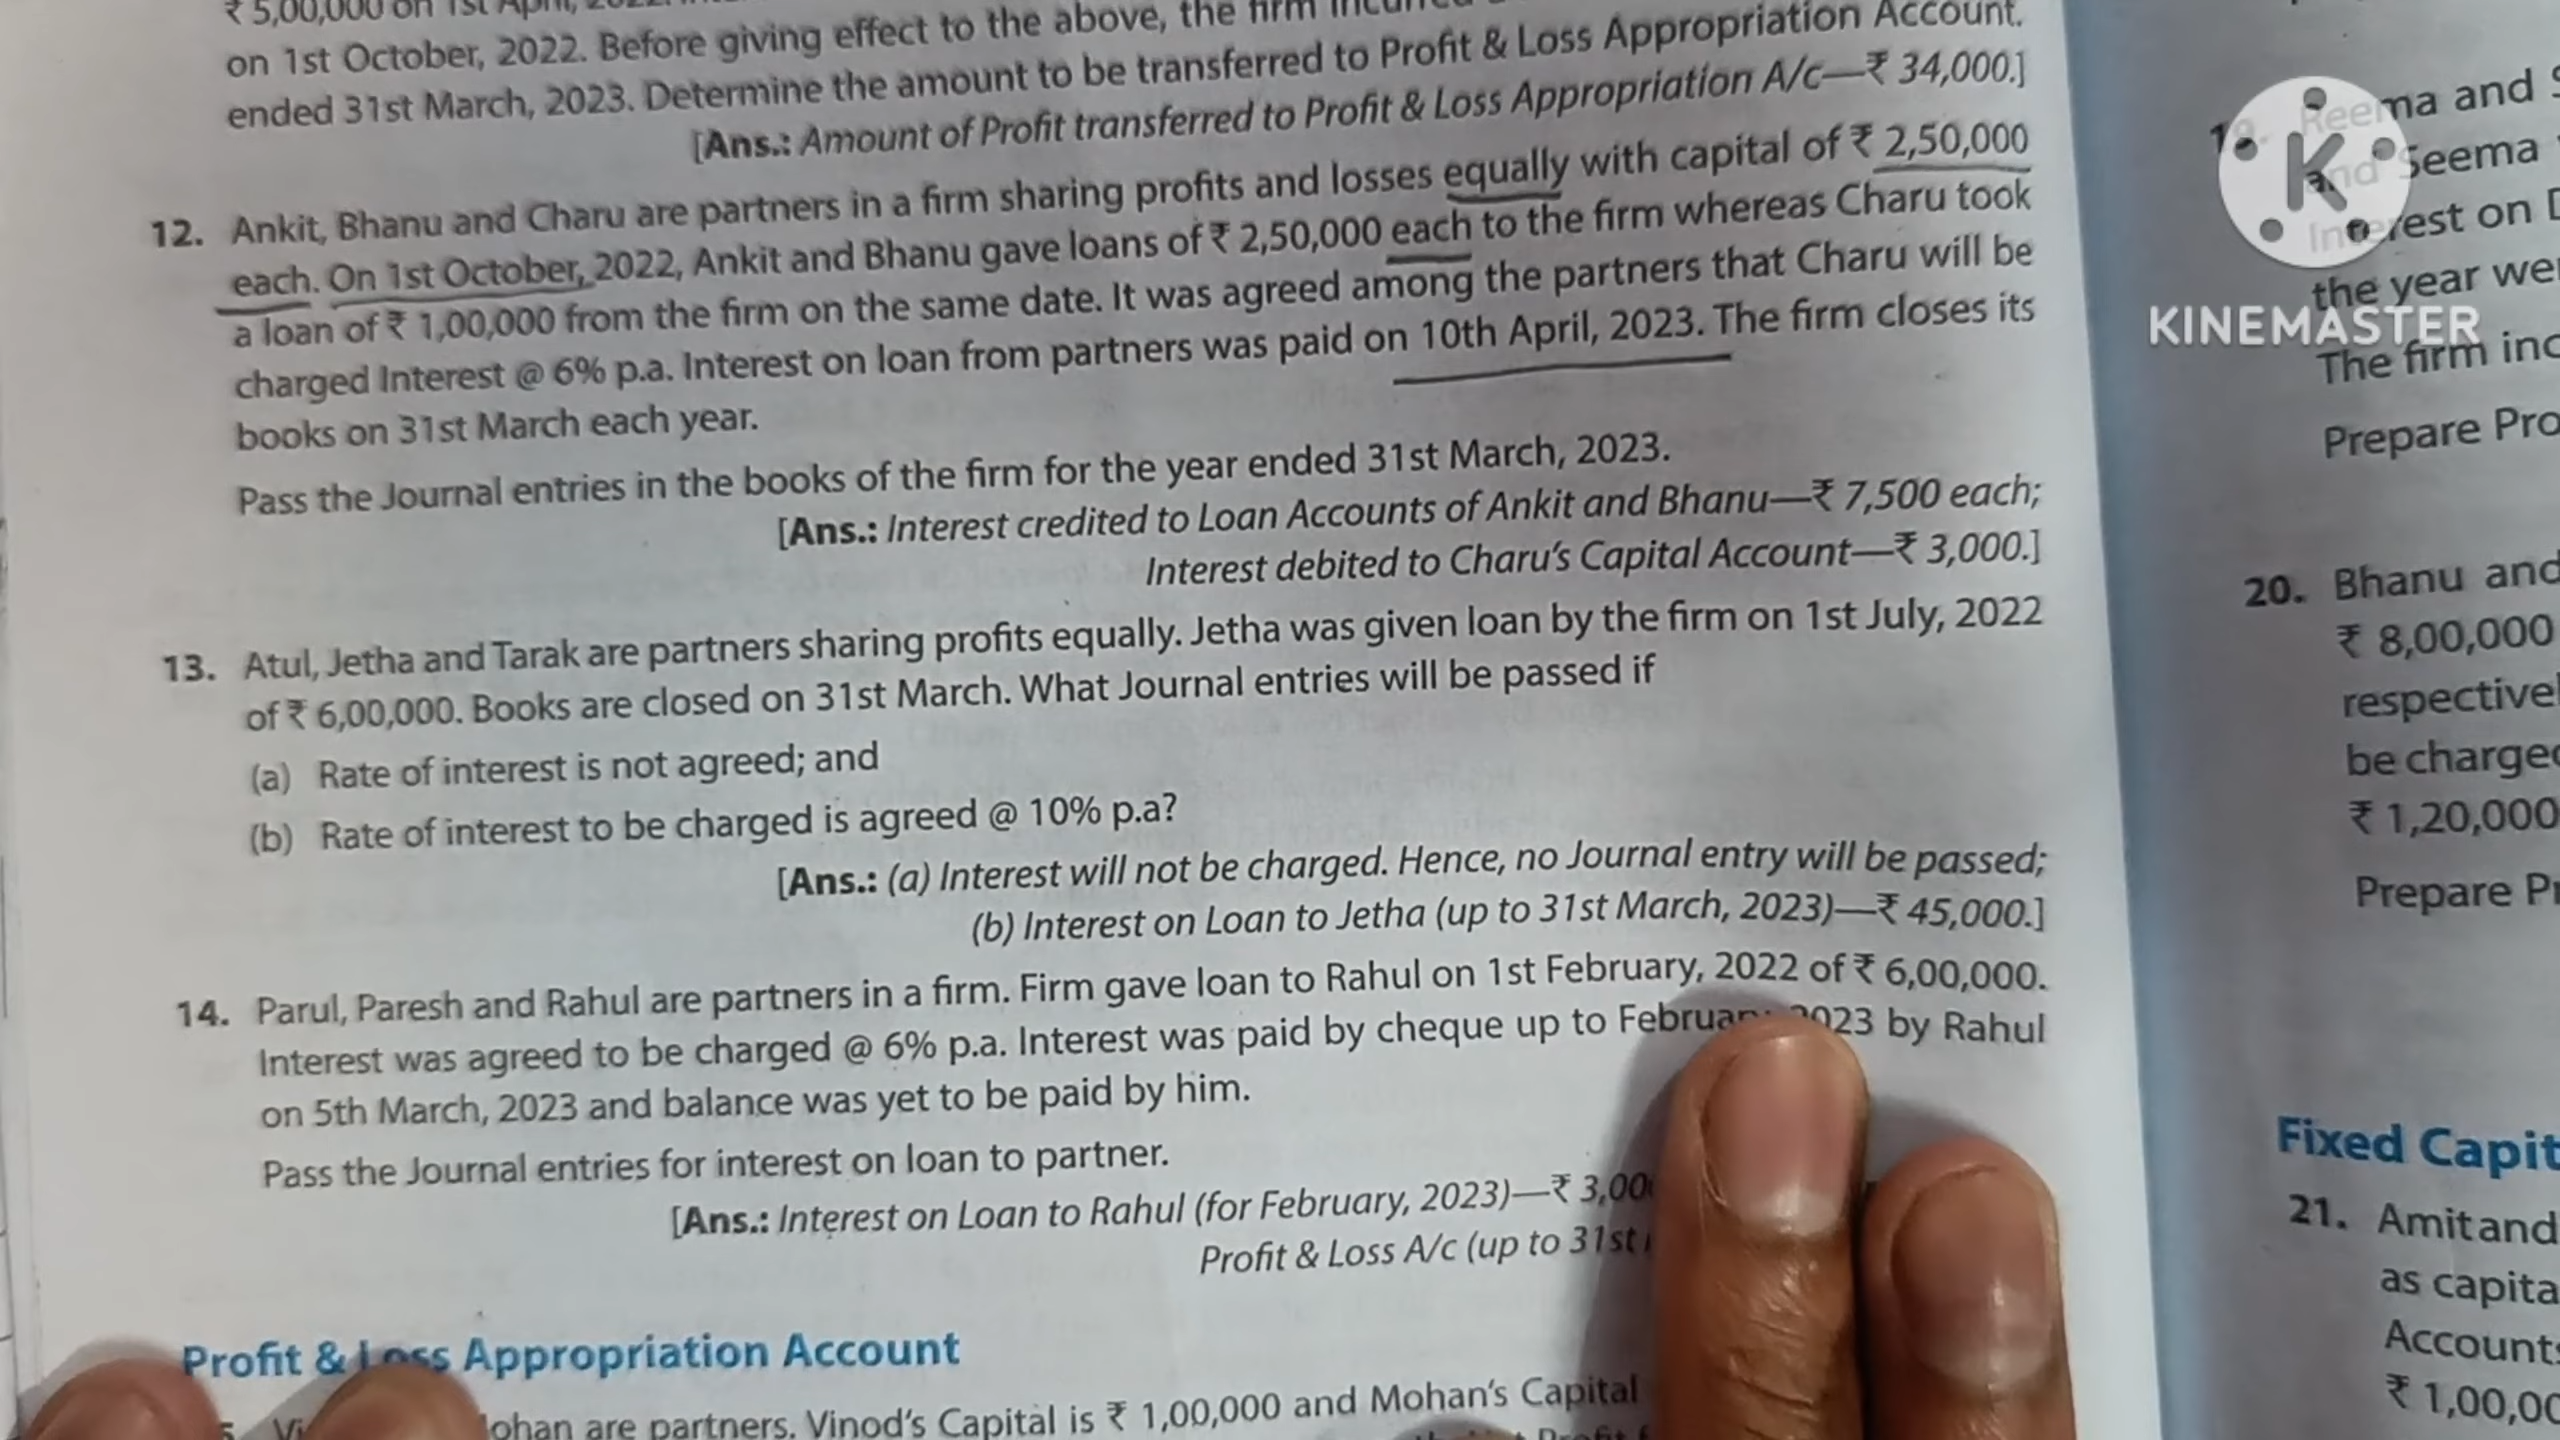 ₹ 5,00,000 on 1st April,
on 1st October, 2022. Before giving effect to the above, the firm
ended 31st March, 2023. Determine the amount to be transferred to Profit & Loss Appropriation Account.
[Ans.: Amount of Profit transferred to Profit & Loss Appropriation A/c—₹ 34,000.]
12. Ankit, Bhanu and Charu are partners in a firm sharing profits and losses equally with capital of ₹ 2,50,000
each. On 1st October, 2022, Ankit and Bhanu gave loans of ₹ 2,50,000 each to the firm whereas Charu took
a loan of ₹ 1,00,000 from the firm on the same date. It was agreed among the partners that Charu will be
charged Interest @ 6% p.a. Interest on loan from partners was paid on 10th April, 2023. The firm closes its
books on 31st March each year.
Pass the Journal entries in the books of the firm for the year ended 31st March, 2023.
[Ans.: Interest credited to Loan Accounts of Ankit and Bhanu—₹ 7,500 each;
Interest debited to Charu's Capital Account—₹ 3,000.]
13. Atul, Jetha and Tarak are partners sharing profits equally. Jetha was given loan by the firm on 1st July, 2022
of ₹ 6,00,000. Books are closed on 31st March. What Journal entries will be passed if
(a) Rate of interest is not agreed; and
(b) Rate of interest to be charged is agreed @ 10% p.a?
[Ans.: (a) Interest will not be charged. Hence, no Journal entry will be passed;
(b) Interest on Loan to Jetha (up to 31st March, 2023)—₹ 45,000.]
14. Parul, Paresh and Rahul are partners in a firm. Firm gave loan to Rahul on 1st February, 2022 of ₹ 6,00,000.
Interest was agreed to be charged @ 6% p.a. Interest was paid by cheque up to February, 2023 by Rahul
on 5th March, 2023 and balance was yet to be paid by him.
Pass the Journal entries for interest on loan to partner.
[Ans.: Interest on Loan to Rahul (for February, 2023)—₹ 3,00
Profit & Loss A/c (up to 31st
Profit & Loss Appropriation Account
ohan are partners. Vinod's Capital is ₹ 1,00,000 and Mohan's Capital
Reema and
and Seema
Interest on
the year
The firm
Prepare
K
KINEMASTER
20. Bhanu and
₹ 8,00,000
be
₹ 1,20,000
Prepare
Fixed
21. Amit and
as
₹ 1,00,00